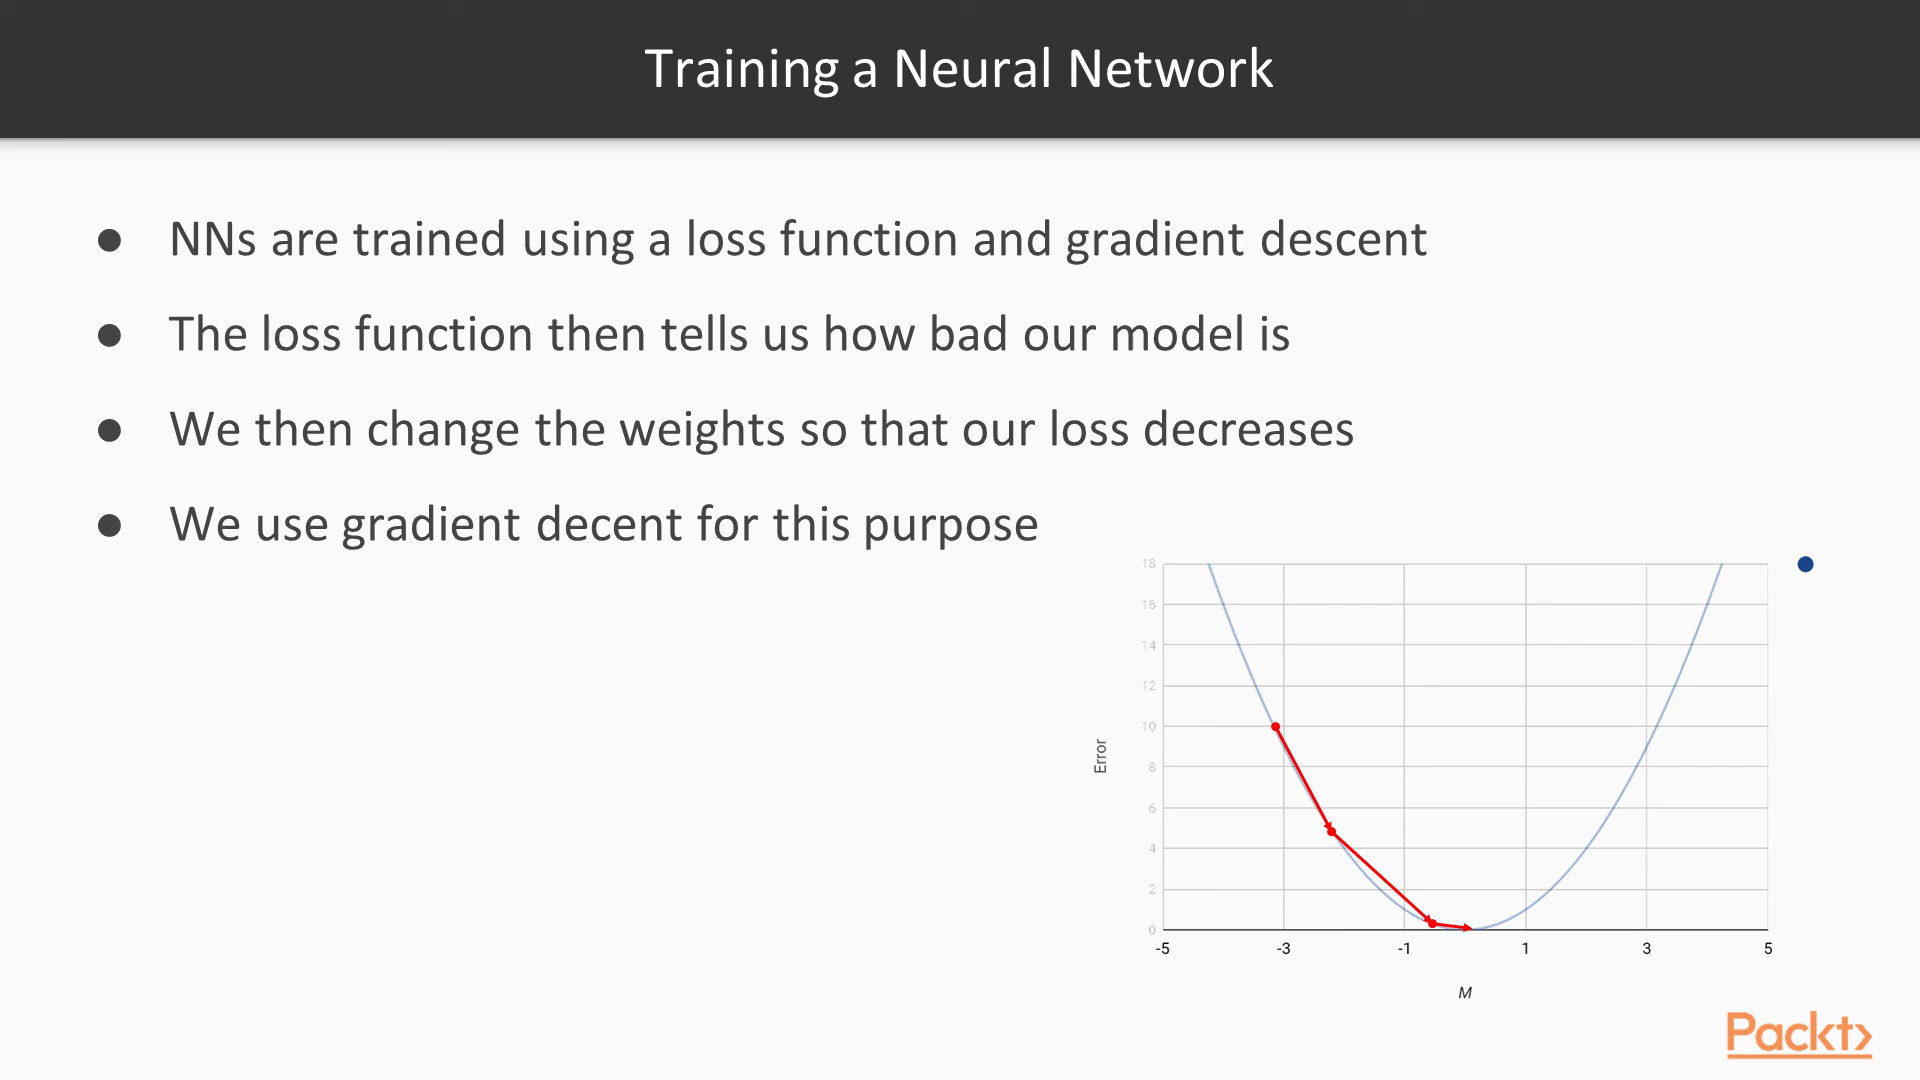 Training a Neural Network
● NNs are trained using a loss function and gradient descent
● The loss function then tells us how bad our model is
● We then change the weights so that our loss decreases
● We use gradient decent for this purpose
18
16
14
12
10
8
6
4
2
0
Error
-5 -3 -1 1 3 5
M
Packt>